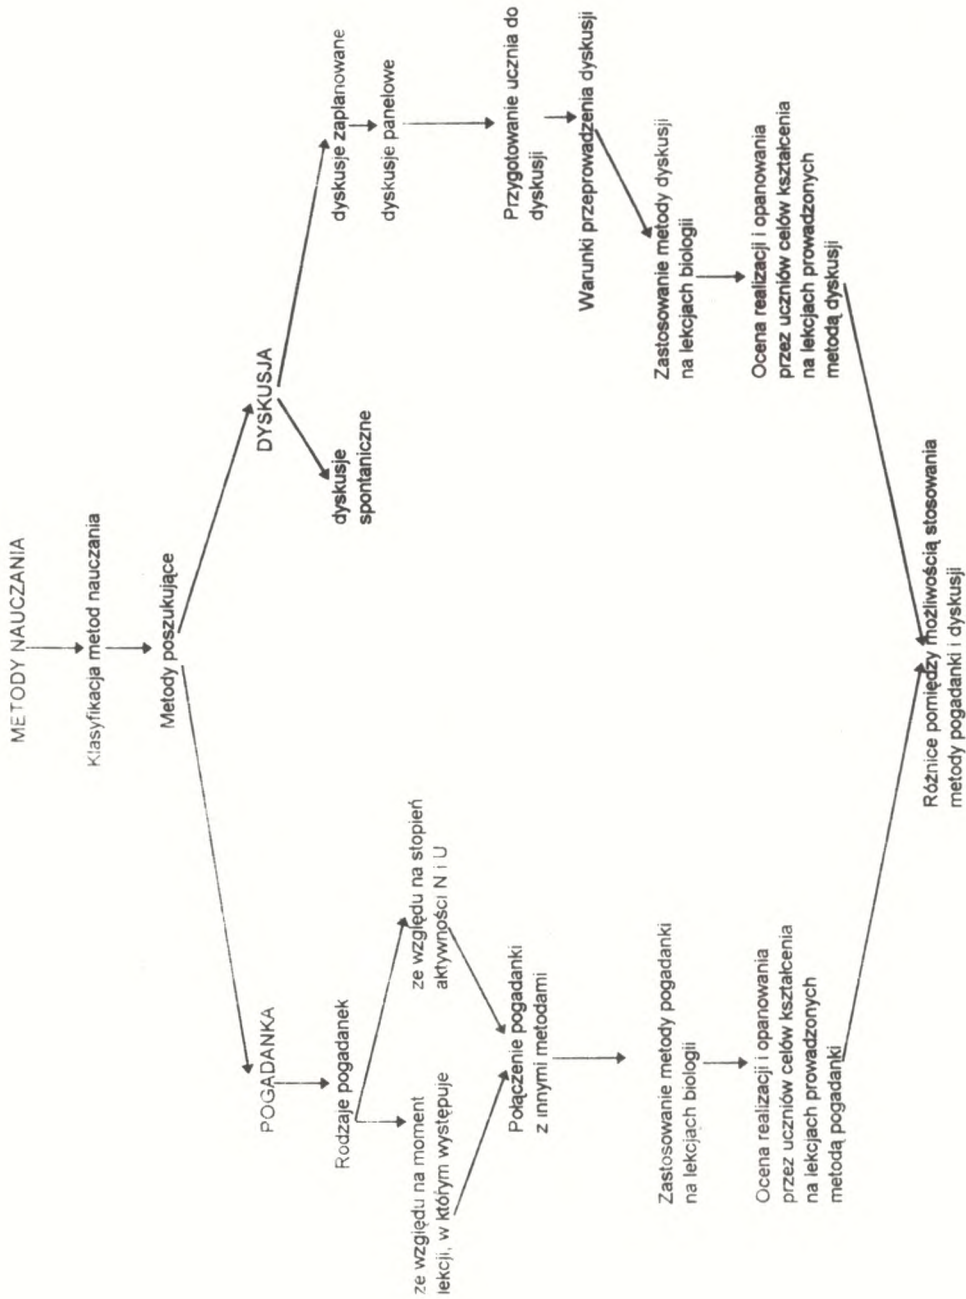 METODY NAUCZANIA
Klasyfikacja metod nauczania
Metody poszukujące
POGADANKA
Rodzaje pogadanek
ze względu na moment
lekcji, w którym występuje
ze względu na stopień
aktywności N i U
Połączenie pogadanki
z innymi metodami
Zastosowanie metody pogadanki
na lekcjach biologii
Ocena realizacji i opanowania
przez uczniów celów kształcenia
na lekcjach prowadzonych
metodą pogadanki
DYSKUSJA
dyskusje
spontaniczne
dyskusje zaplanowane
dyskusje panelowe
Przygotowanie ucznia do
dyskusji
Warunki przeprowadzenia dyskusji
Zastosowanie metody dyskusji
na lekcjach biologii
Ocena realizacji i opanowania
przez uczniów celów kształcenia
na lekcjach prowadzonych
metodą dyskusji
Różnice pomiędzy możliwością stosowania
metody pogadanki i dyskusji